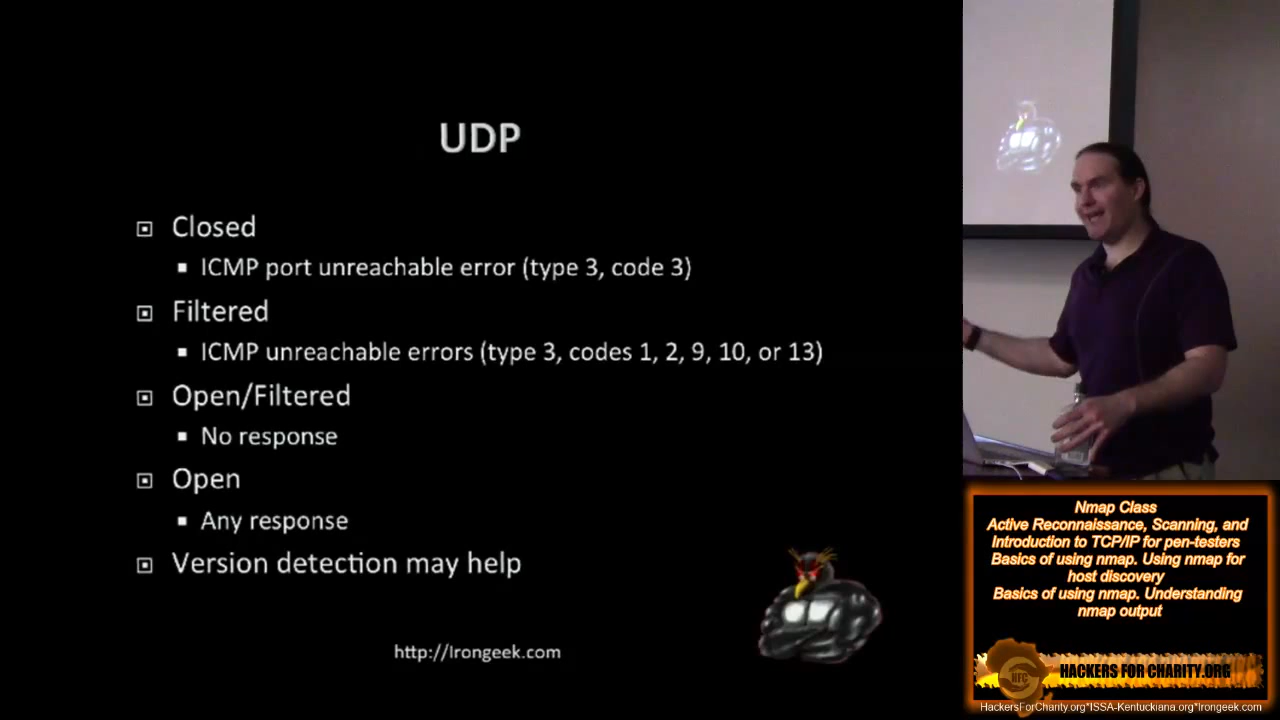 UDP
Closed
ICMP port unreachable error (type 3, code 3)
Filtered
ICMP unreachable errors (type 3, codes 1, 2, 9, 10, or 13)
Open/Filtered
No response
Open
Any response
Version detection may help
http://Irongeek.com
Nmap Class
Active Reconnaissance, Scanning, and
Introduction to TCP/IP for pen-testers
Basics of using nmap. Using nmap for
host discovery
Basics of using nmap. Understanding
nmap output
HFC
HACKERS FOR CHARITY.ORG
HackersForCharity.org*ISSA-Kentuckiana.org*Irongeek.com